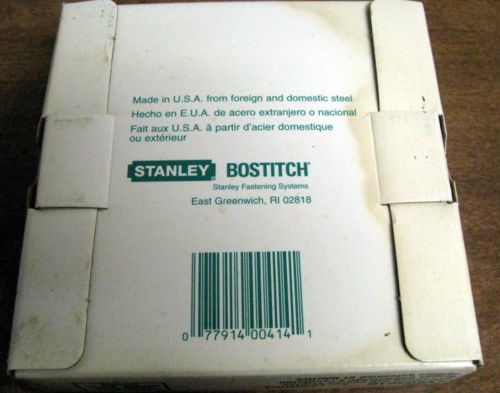 Made in U.S.A. from foreign and domestic steel
Hecho en E.U.A. de acero extranjero o nacional
Fait aux U.S.A. à partir d'acier domestique
ou extérieur
STANLEY BOSTITCH
Stanley Fastening Systems
East Greenwich, RI 02818
0 77914 00414 1